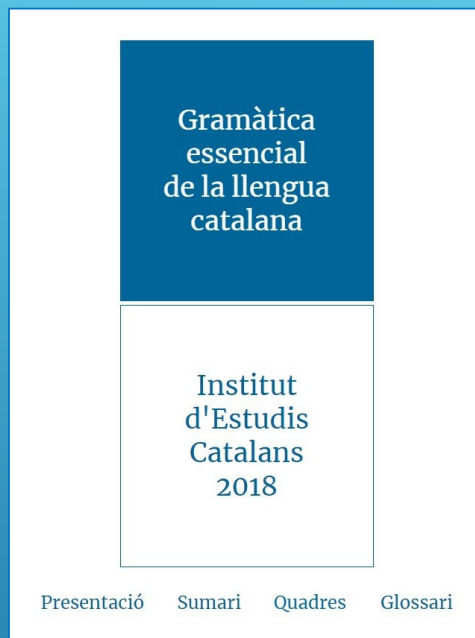 Gramàtica
essencial
de la llengua
catalana
Institut
d'Estudis
Catalans
2018
Presentació Sumari Quadres Glossari